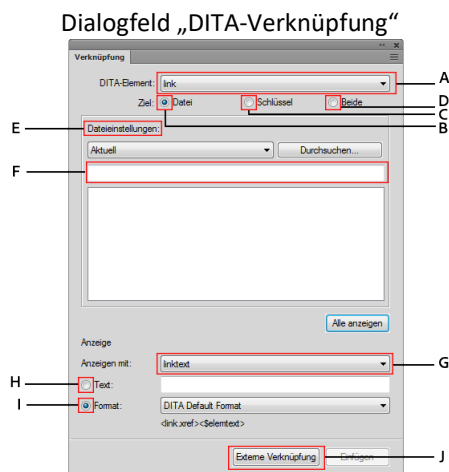 Dialogfeld „DITA-Verknüpfung“
Verknüpfung
DITA-Element: link
A
Ziel: Datei Schlüssel Beide
D
C
B
E
Dateieinstellungen:
Aktuell Durchsuchen...
F
Alle anzeigen
Anzeige
Anzeigen mit: linktext
G
H
Text:
I
Format: DITA Default Format
<link.xref><$elemtext>
Externe Verknüpfung Einfügen
J